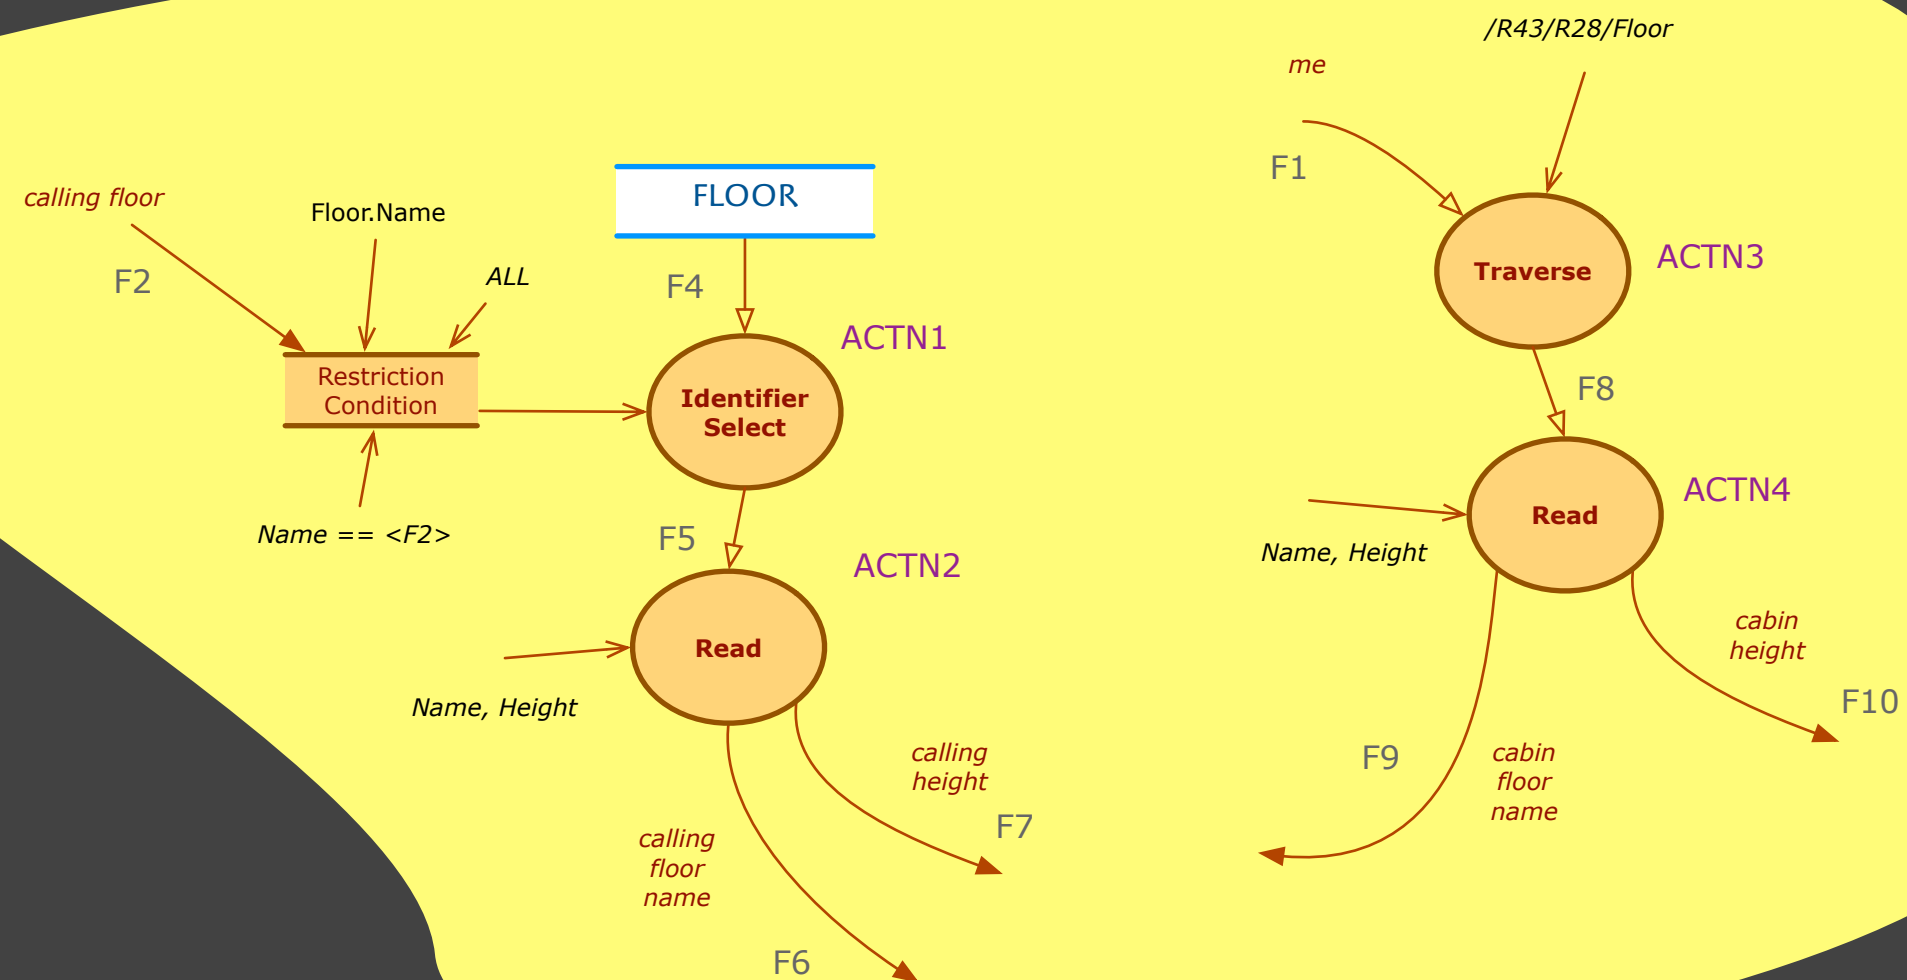 /R43/R28/Floor
me
F1
calling floor
Floor.Name
FLOOR
F2
ALL
F4
ACTN1
Traverse
ACTN3
Restriction
Condition
Identifier
Select
F8
Name == <F2>
F5
ACTN2
Read
ACTN4
Name, Height
Read
Name, Height
cabin
height
F10
calling
height
F7
F9
cabin
floor
name
calling
floor
name
F6